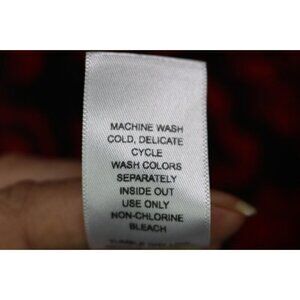 MACHINE WASH
COLD, DELICATE
CYCLE
WASH COLORS
SEPARATELY
INSIDE OUT
USE ONLY
NON-CHLORINE
BLEACH